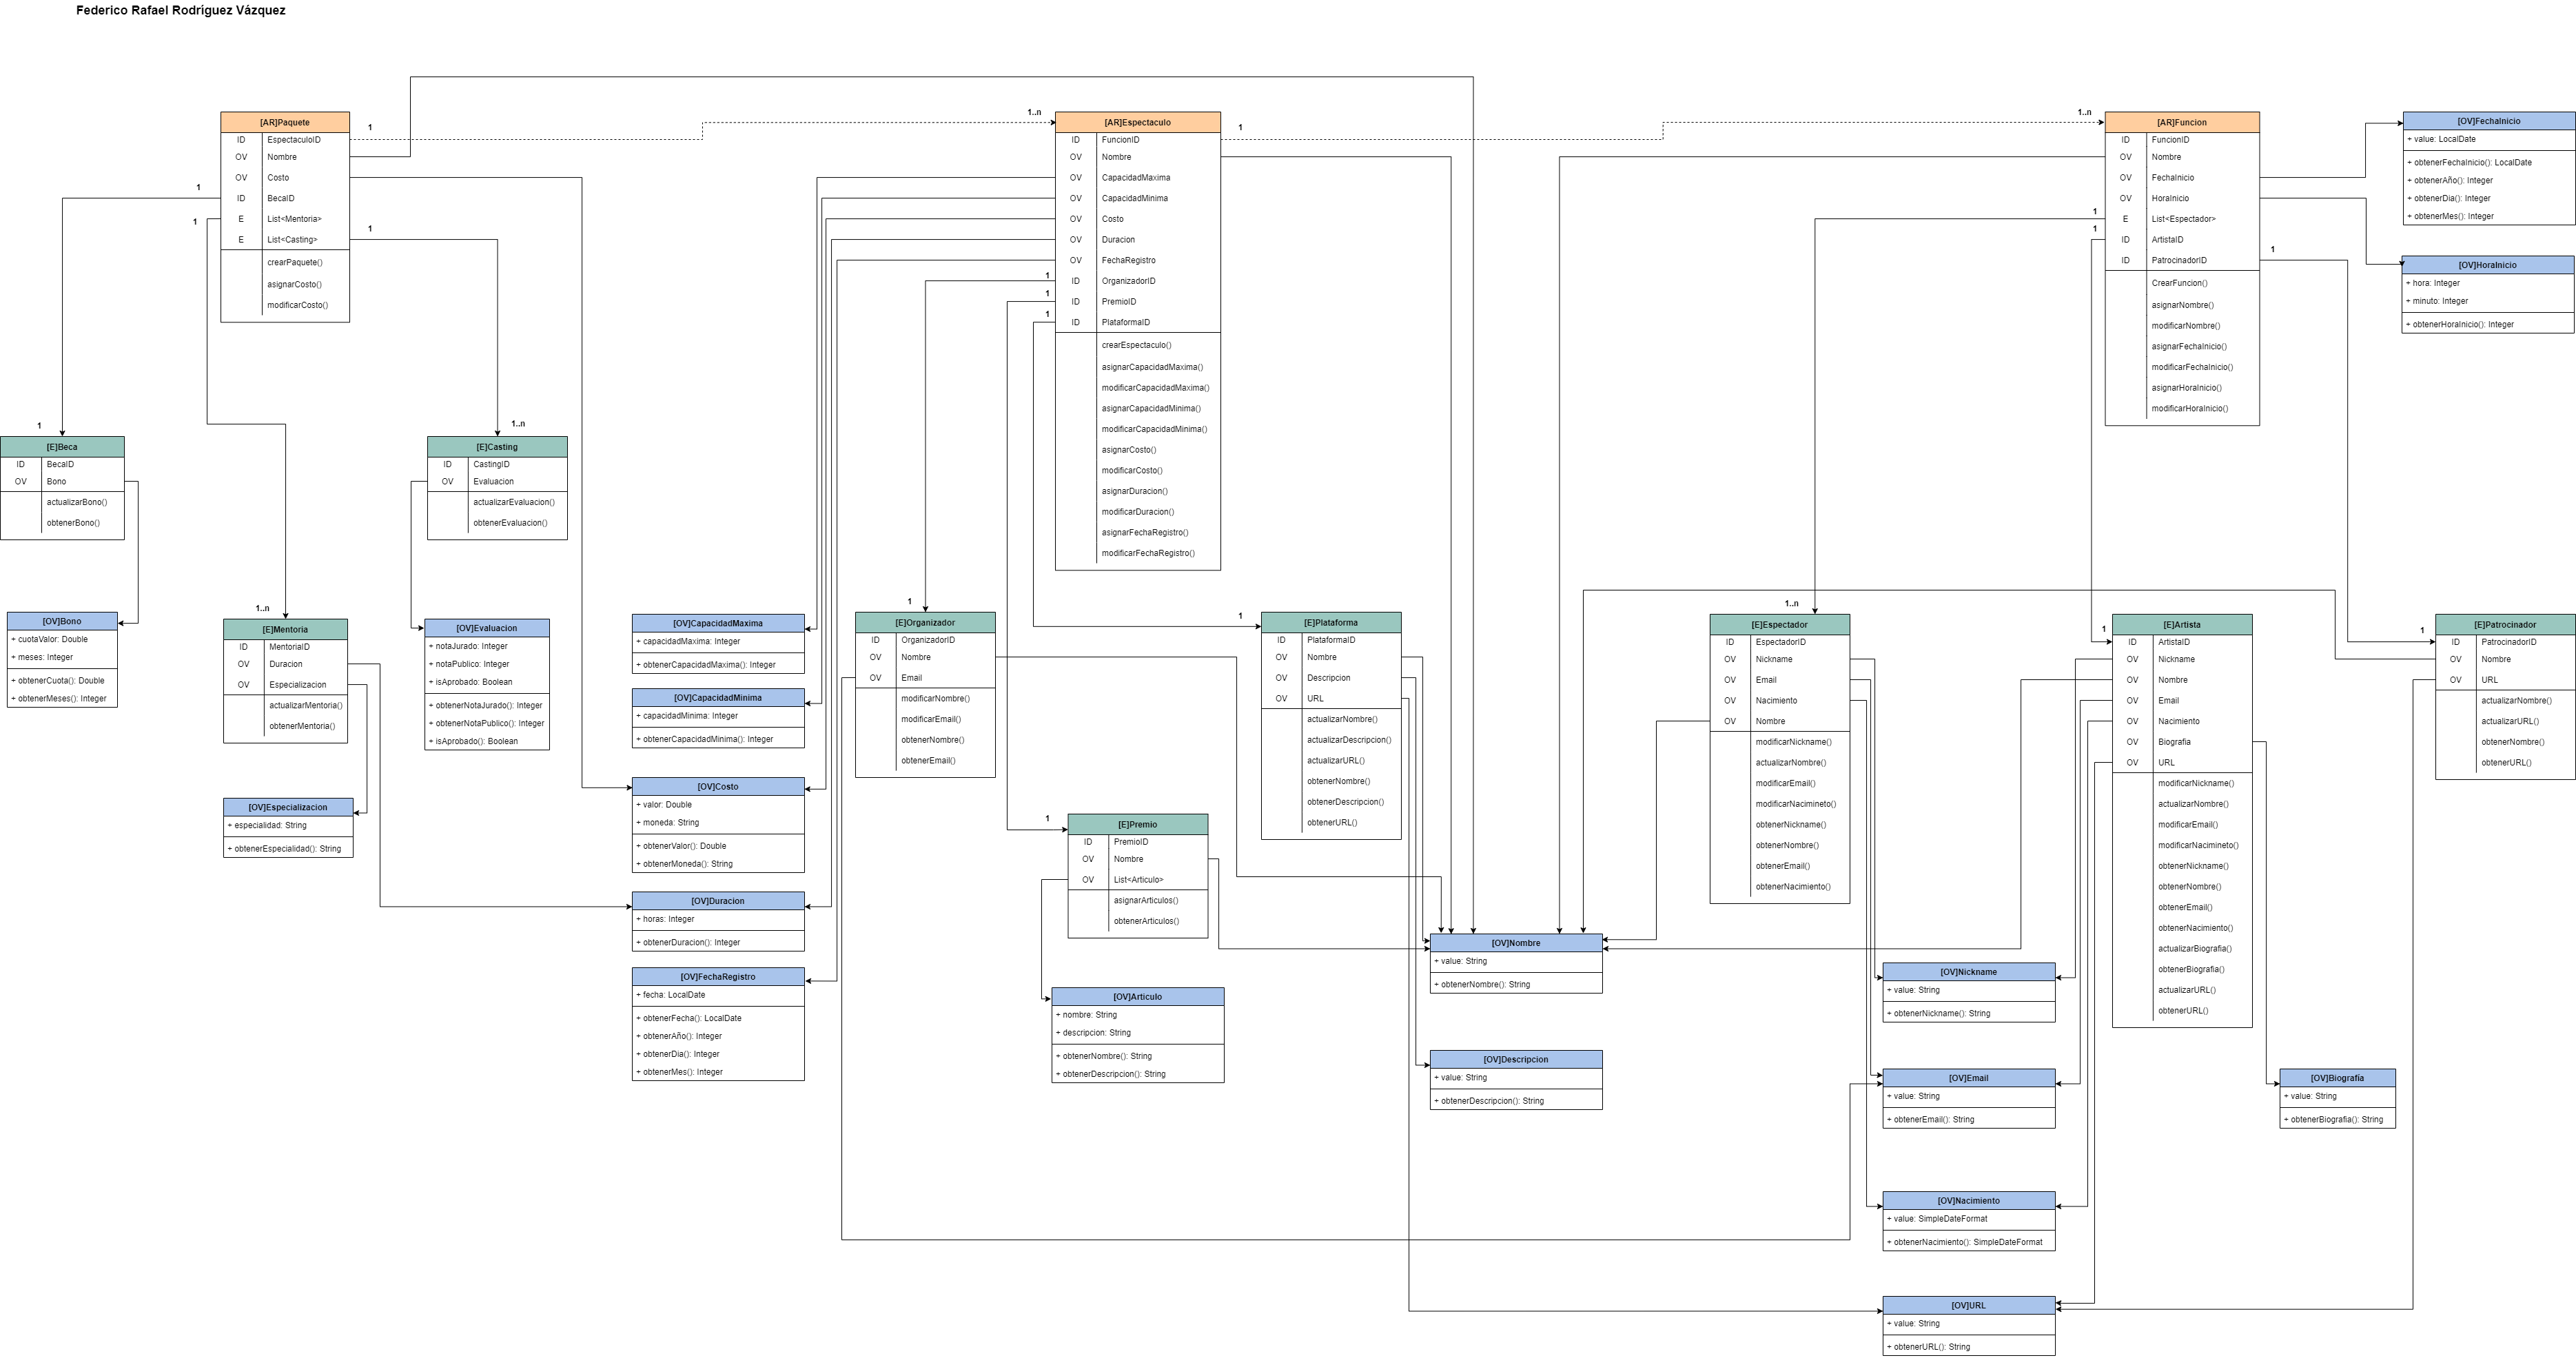 Federico Rafael Rodríguez Vázquez
[AR]Paquete
ID EspectaculoID
OV Nombre
OV Costo
ID BecaID
E List<Mentoria>
E List<Casting>
crearPaquete()
asignarCosto()
modificarCosto()
1
1
1
1
1..n
[AR]Espectaculo
ID FuncionID
OV Nombre
OV CapacidadMaxima
OV CapacidadMinima
OV Costo
OV Duracion
OV FechaRegistro
ID OrganizadorID
ID PremioID
ID PlataformaID
crearEspectaculo()
asignarCapacidadMaxima()
modificarCapacidadMaxima()
asignarCapacidadMinima()
modificarCapacidadMinima()
asignarCosto()
modificarCosto()
asignarDuracion()
modificarDuracion()
asignarFechaRegistro()
modificarFechaRegistro()
1
1
1
1
1..n
[AR]Funcion
ID FuncionID
OV Nombre
OV FechaInicio
OV HoraInicio
E List<Espectador>
ID ArtistaID
ID PatrocinadorID
CrearFuncion()
asignarNombre()
modificarNombre()
asignarFechaInicio()
modificarFechaInicio()
asignarHoraInicio()
modificarHoraInicio()
1
1
1
[OV]FechaInicio
+ value: LocalDate
+ obtenerFechaInicio(): LocalDate
+ obtenerAño(): Integer
+ obtenerDia(): Integer
+ obtenerMes(): Integer
[OV]HoraInicio
+ hora: Integer
+ minuto: Integer
+ obtenerHoraInicio(): Integer
1
[E]Beca
ID BecaID
OV Bono
actualizarBono()
obtenerBono()
1..n
[E]Casting
ID CastingID
OV Evaluacion
actualizarEvaluacion()
obtenerEvaluacion()
[OV]Bono
+ cuotaValor: Double
+ meses: Integer
+ obtenerCuota(): Double
+ obtenerMeses(): Integer
1..n
[E]Mentoria
ID MentoriaID
OV Duracion
OV Especializacion
actualizarMentoria()
obtenerMentoria()
[OV]Evaluacion
+ notaJurado: Integer
+ notaPublico: Integer
+ isAprobado: Boolean
+ obtenerNotaJurado(): Integer
+ obtenerNotaPublico(): Integer
+ isAprobado(): Boolean
[OV]Especializacion
+ especialidad: String
+ obtenerEspecialidad(): String
[OV]CapacidadMaxima
+ capacidadMaxima: Integer
+ obtenerCapacidadMaxima(): Integer
[OV]CapacidadMinima
+ capacidadMinima: Integer
+ obtenerCapacidadMinima(): Integer
[OV]Costo
+ valor: Double
+ moneda: String
+ obtenerValor(): Double
+ obtenerMoneda(): String
[OV]Duracion
+ horas: Integer
+ obtenerDuracion(): Integer
[OV]FechaRegistro
+ fecha: LocalDate
+ obtenerFecha(): LocalDate
+ obtenerAño(): Integer
+ obtenerDia(): Integer
+ obtenerMes(): Integer
1
[E]Organizador
ID OrganizadorID
OV Nombre
OV Email
modificarNombre()
modificarEmail()
obtenerNombre()
obtenerEmail()
1
[E]Premio
ID PremioID
OV Nombre
OV List<Articulo>
asignarArticulos()
obtenerArticulos()
[OV]Articulo
+ nombre: String
+ descripcion: String
+ obtenerNombre(): String
+ obtenerDescripcion(): String
1
[E]Plataforma
ID PlataformaID
OV Nombre
OV Descripcion
OV URL
actualizarNombre()
actualizarDescripcion()
actualizarURL()
obtenerNombre()
obtenerDescripcion()
obtenerURL()
[OV]Nombre
+ value: String
+ obtenerNombre(): String
[OV]Descripcion
+ value: String
+ obtenerDescripcion(): String
1..n
[E]Espectador
ID EspectadorID
OV Nickname
OV Email
OV Nacimiento
OV Nombre
modificarNickname()
actualizarNombre()
modificarEmail()
modificarNacimineto()
obtenerNickname()
obtenerNombre()
obtenerEmail()
obtenerNacimiento()
1
[E]Artista
ID ArtistaID
OV Nickname
OV Nombre
OV Email
OV Nacimiento
OV Biografia
OV URL
modificarNickname()
actualizarNombre()
modificarEmail()
modificarNacimineto()
obtenerNickname()
obtenerNombre()
obtenerEmail()
obtenerNacimiento()
actualizarBiografia()
obtenerBiografia()
actualizarURL()
obtenerURL()
1
[E]Patrocinador
ID PatrocinadorID
OV Nombre
OV URL
actualizarNombre()
actualizarURL()
obtenerNombre()
obtenerURL()
[OV]Nickname
+ value: String
+ obtenerNickname(): String
[OV]Email
+ value: String
+ obtenerEmail(): String
[OV]Biografía
+ value: String
+ obtenerBiografia(): String
[OV]Nacimiento
+ value: SimpleDateFormat
+ obtenerNacimiento(): SimpleDateFormat
[OV]URL
+ value: String
+ obtenerURL(): String